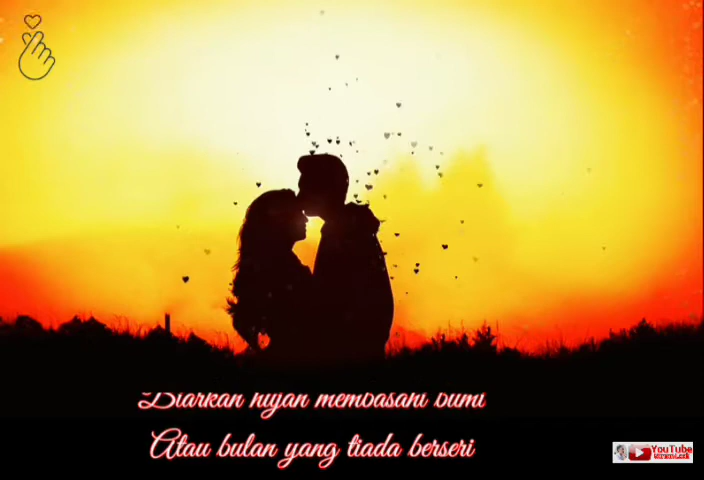 Biarkan hujan membasahi bumi
Atau bulan yang tiada berseri
YouTube